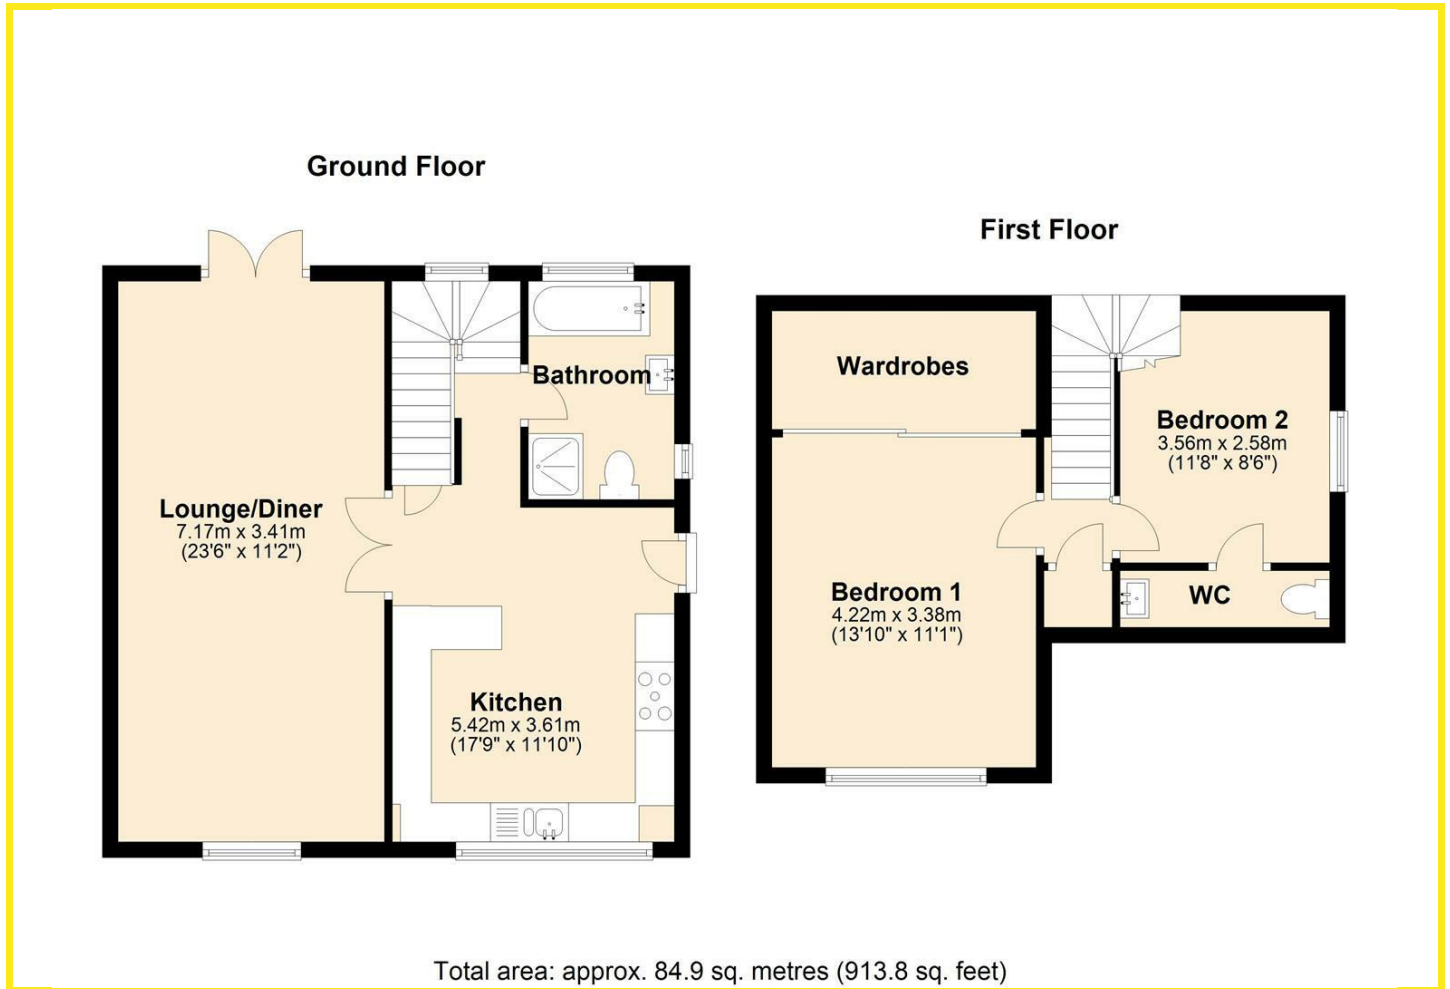 Ground Floor
First Floor
Lounge/Diner
7.17m x 3.41m
(23'6" x 11'2")
Bathroom
Kitchen
5.42m x 3.61m
(17'9" x 11'10")
Wardrobes
Bedroom 1
4.22m x 3.38m
(13'10" x 11'1")
Bedroom 2
3.56m x 2.58m
(11'8" x 8'6")
WC
Total area: approx. 84.9 sq. metres (913.8 sq. feet)